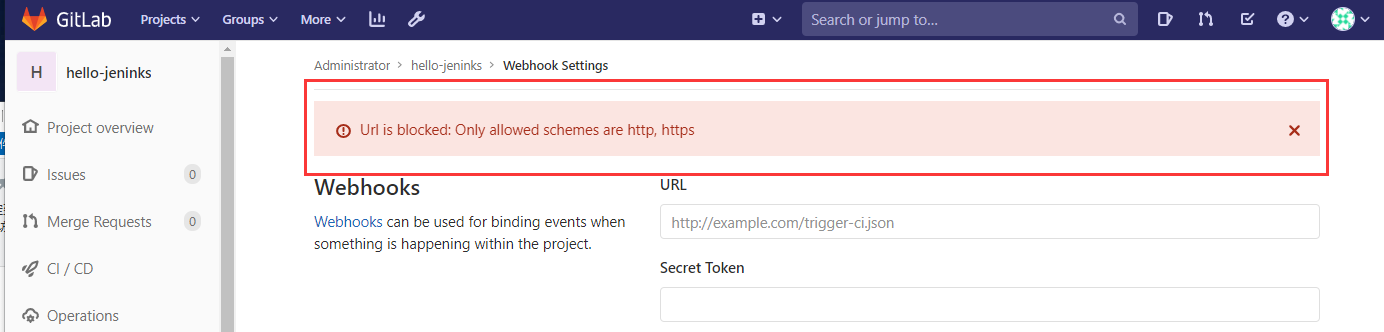 GitLab Projects Groups More Search or jump to...
H hello-jeninks
Administrator > hello-jeninks > Webhook Settings
Url is blocked: Only allowed schemes are http, https
Project overview
Issues 0
Merge Requests 0
CI / CD
Operations
Webhooks
Webhooks can be used for binding events when
something is happening within the project.
URL
http://example.com/trigger-ci.json
Secret Token